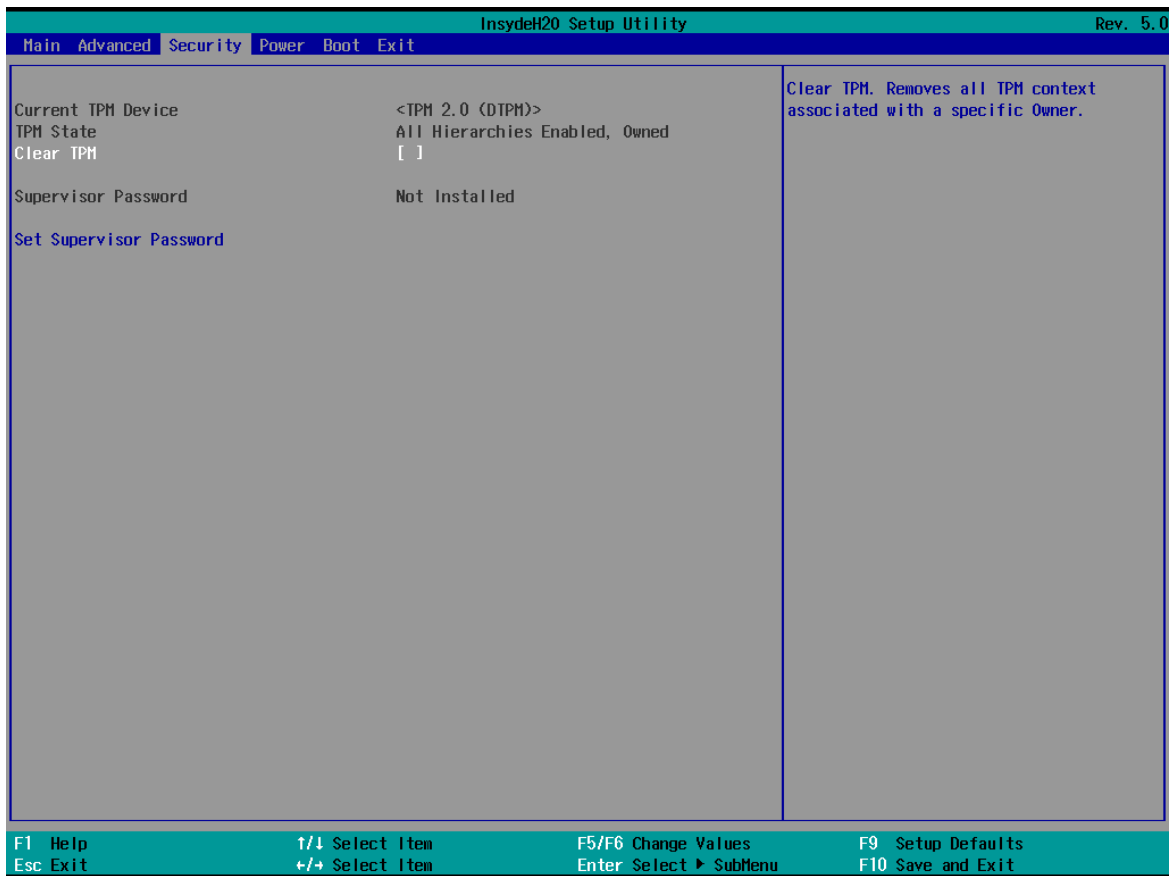 InsydeH20 Setup Utility Rev. 5.0
Main Advanced Security Power Boot Exit
Current TPM Device <TPM 2.0 (DTPM)>
TPM State All Hierarchies Enabled, Owned
Clear TPM [ ]
Supervisor Password Not Installed
Set Supervisor Password
Clear TPM. Removes all TPM context
associated with a specific Owner.
F1 Help ↑/↓ Select Item F5/F6 Change Values F9 Setup Defaults
Esc Exit ←/→ Select Item Enter Select ▶ SubMenu F10 Save and Exit